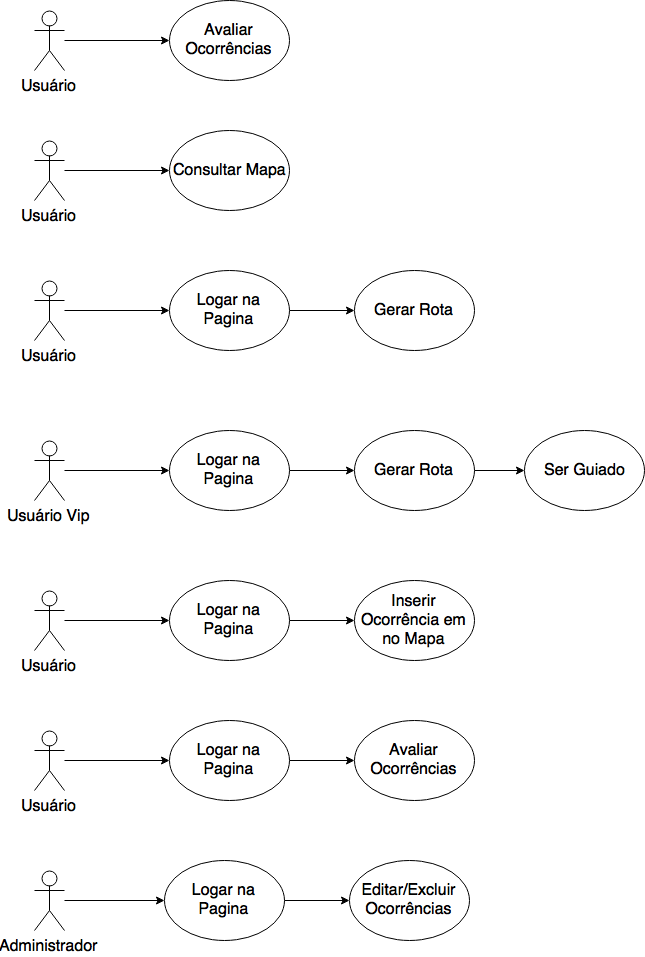 Avaliar
Ocorrências
Usuário
Consultar Mapa
Usuário
Logar na
Pagina
Gerar Rota
Usuário
Logar na
Pagina
Gerar Rota
Ser Guiado
Usuário Vip
Logar na
Pagina
Inserir
Ocorrência em
no Mapa
Usuário
Logar na
Pagina
Avaliar
Ocorrências
Usuário
Logar na
Pagina
Editar/Excluir
Ocorrências
Administrador